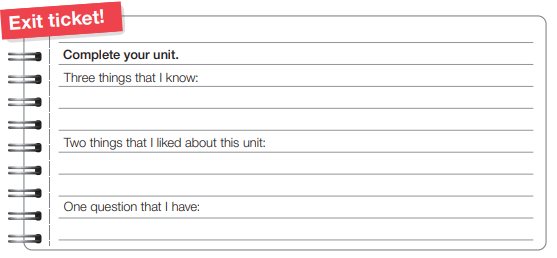 Exit ticket!
Complete your unit.
Three things that I know:
Two things that I liked about this unit:
One question that I have: